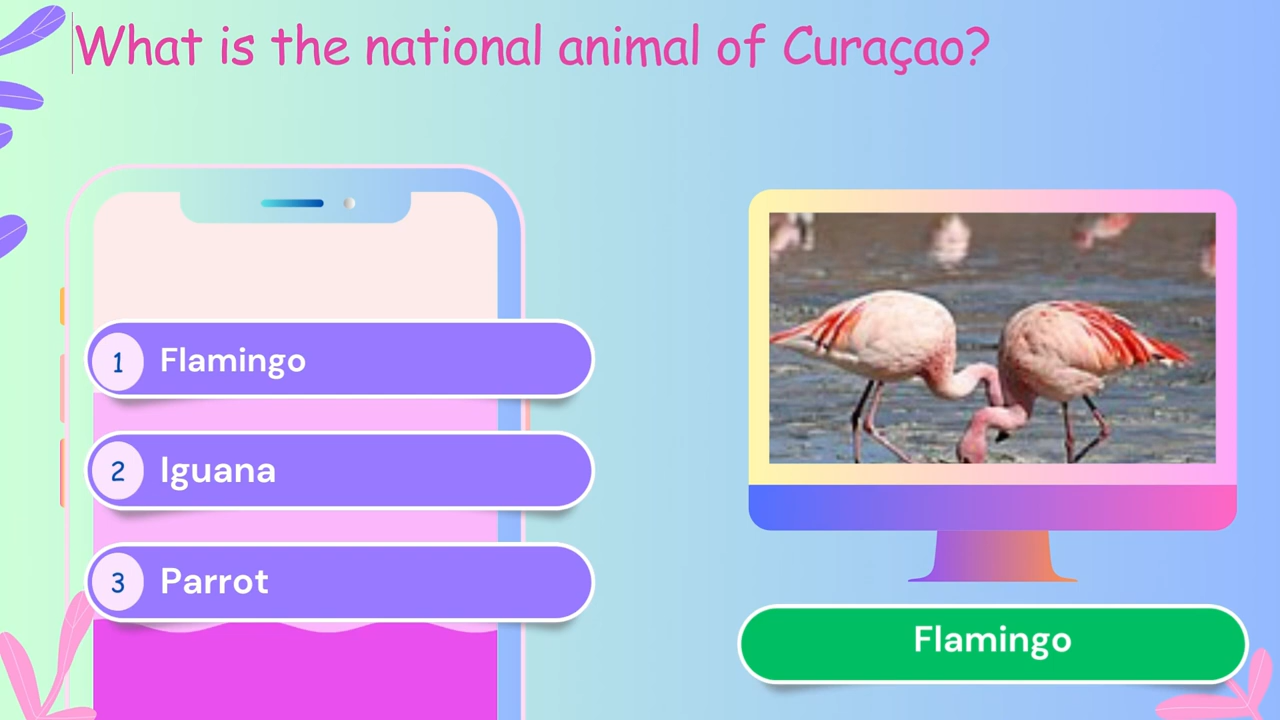 What is the national animal of Curaçao?
1 Flamingo
2 Iguana
3 Parrot
Flamingo